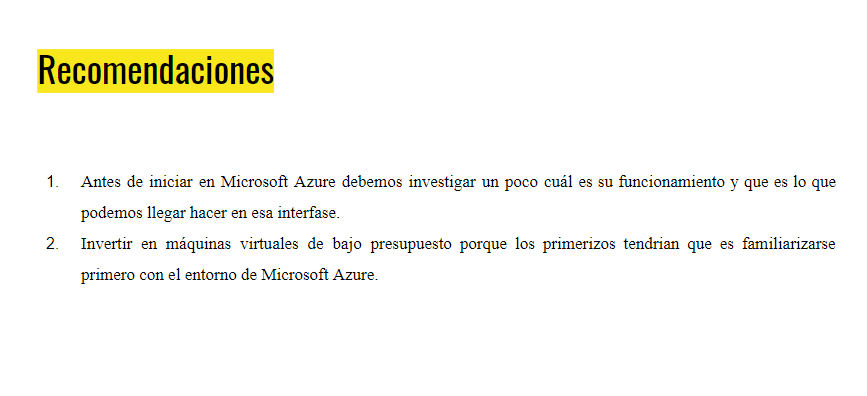 Recomendaciones
1. Antes de iniciar en Microsoft Azure debemos investigar un poco cuál es su funcionamiento y que es lo que
podemos llegar hacer en esa interfase.
2. Invertir en máquinas virtuales de bajo presupuesto porque los primerizos tendrian que es familiarizarse
primero con el entorno de Microsoft Azure.